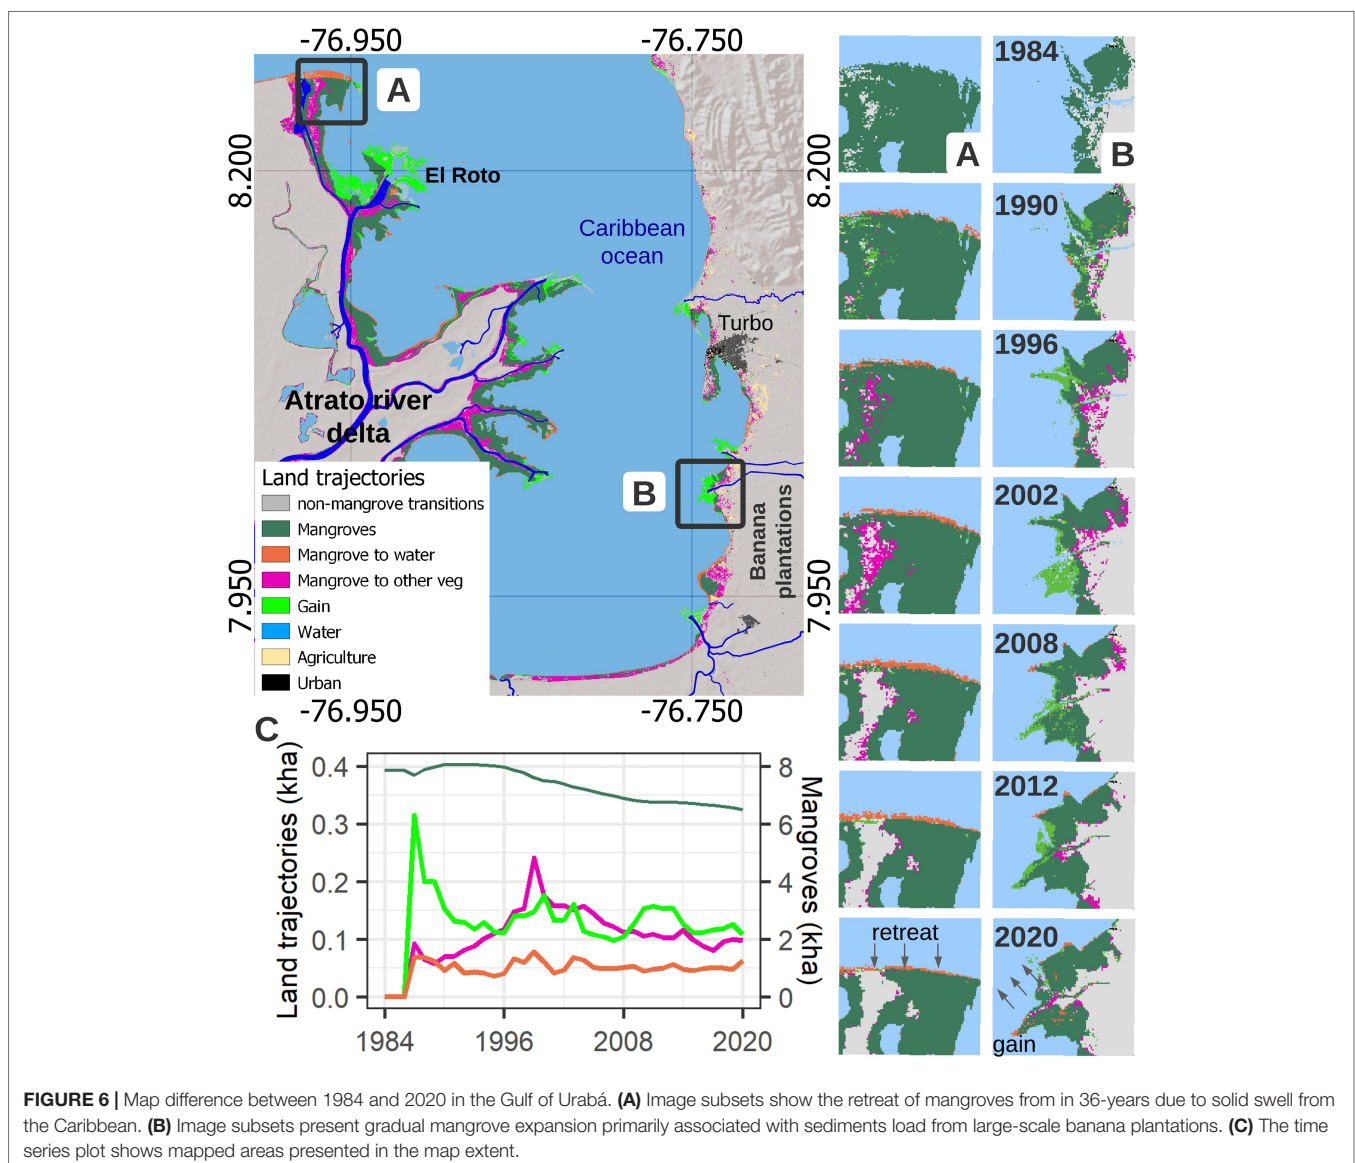 -76.950
-76.750
A
8.200
El Roto
Caribbean
ocean
8.200
Turbo
Atrato river
delta
B
Banana
plantations
7.950
7.950
Land trajectories
non-mangrove transitions
Mangroves
Mangrove to water
Mangrove to other veg
Gain
Water
Agriculture
Urban
-76.950
-76.750
A
1984
B
1990
1996
2002
2008
2012
retreat
2020
gain
C
Land trajectories (kha)
0.4
0.3
0.2
0.1
0.0
8
6
4
2
0
Mangroves (kha)
1984
1996
2008
2020
FIGURE 6 | Map difference between 1984 and 2020 in the Gulf of Urabá. (A) Image subsets show the retreat of mangroves from in 36-years due to solid swell from
the Caribbean. (B) Image subsets present gradual mangrove expansion primarily associated with sediments load from large-scale banana plantations. (C) The time
series plot shows mapped areas presented in the map extent.